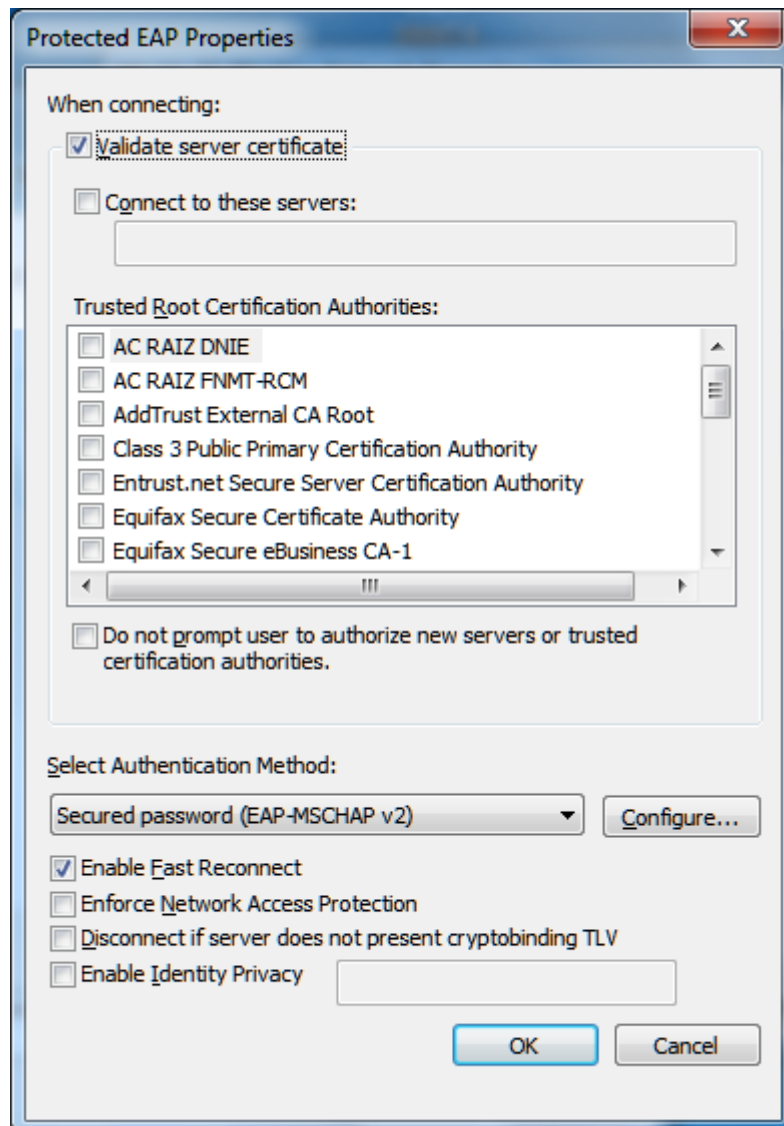 Protected EAP Properties
When connecting:
Validate server certificate
Connect to these servers:
Trusted Root Certification Authorities:
AC RAIZ DNIE
AC RAIZ FNMT-RCM
AddTrust External CA Root
Class 3 Public Primary Certification Authority
Entrust.net Secure Server Certification Authority
Equifax Secure Certificate Authority
Equifax Secure eBusiness CA-1
Do not prompt user to authorize new servers or trusted
certification authorities.
Select Authentication Method:
Secured password (EAP-MSCHAP v2)
Configure...
Enable Fast Reconnect
Enforce Network Access Protection
Disconnect if server does not present cryptobinding TLV
Enable Identity Privacy
OK
Cancel